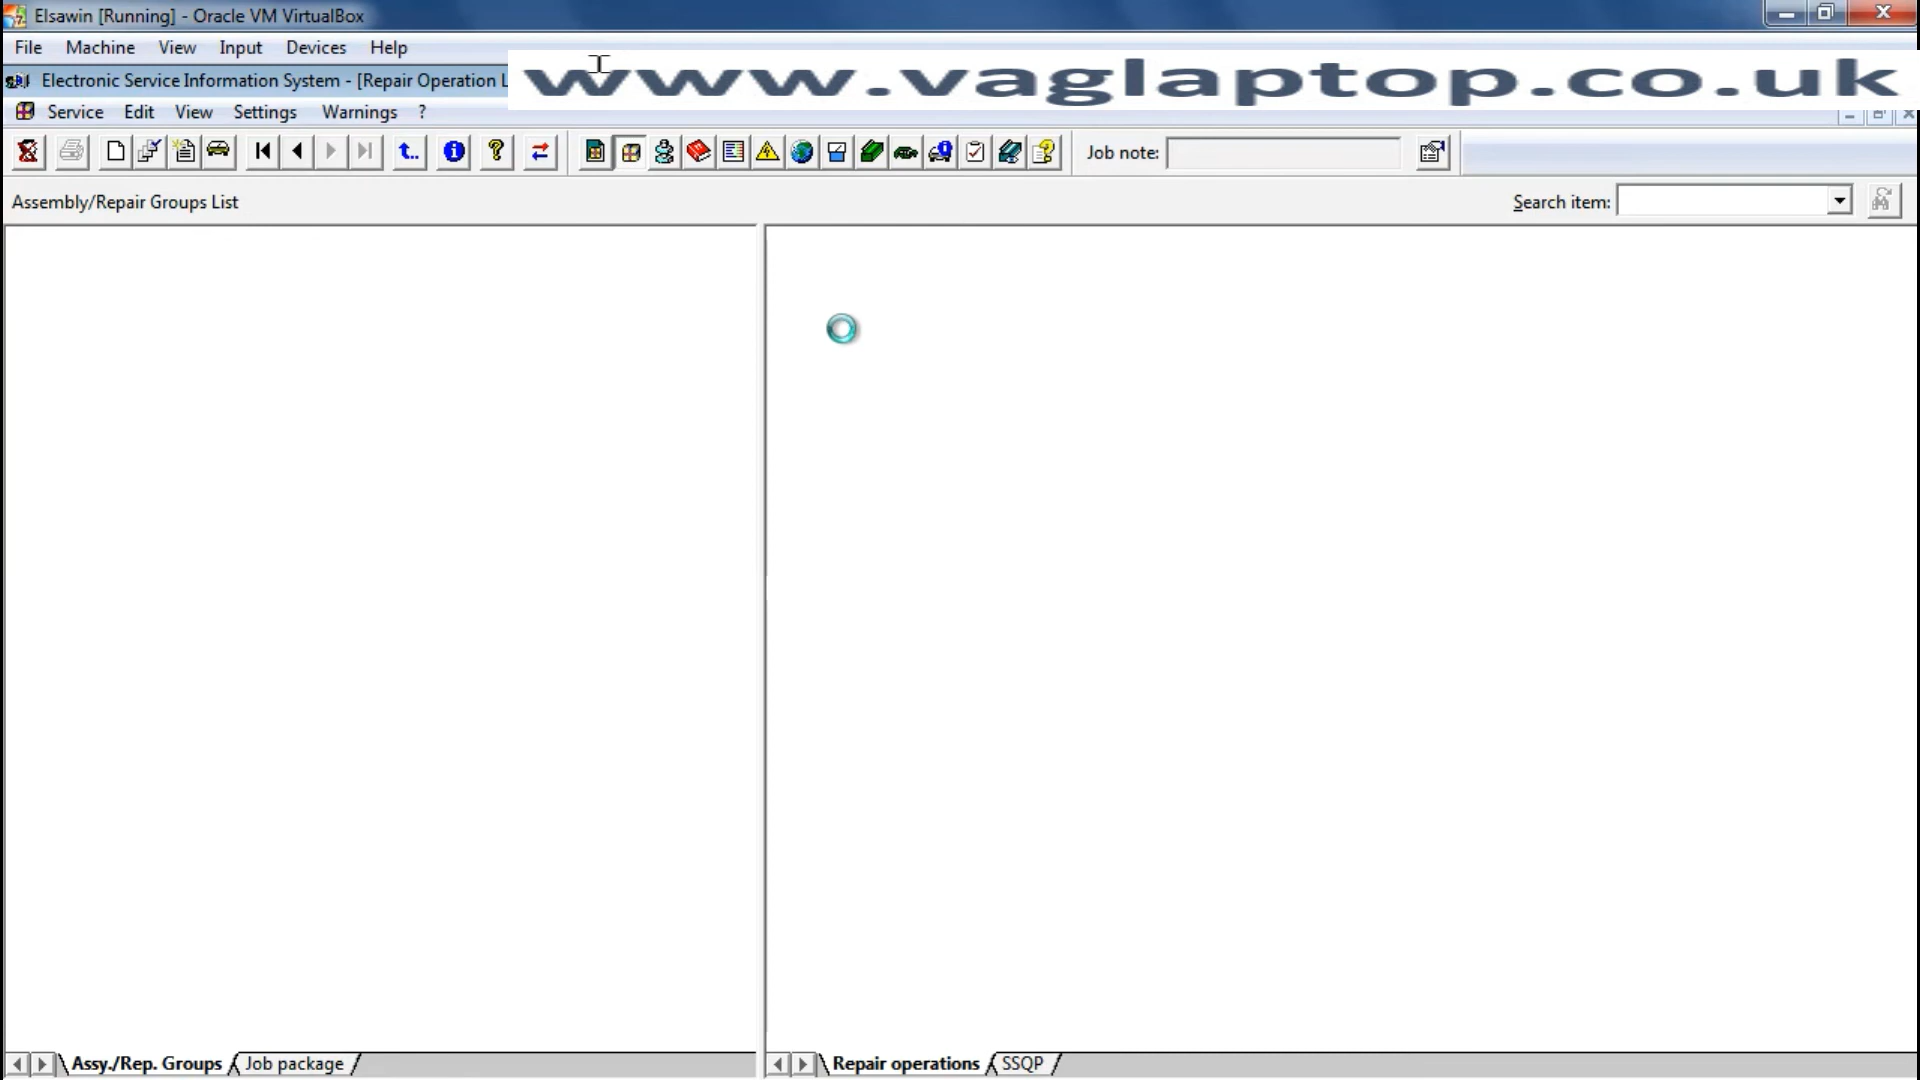 Elsawin [Running] - Oracle VM VirtualBox
File Machine View Input Devices Help
Electronic Service Information System - [Repair Operation L
www.vaglaptop.co.uk
Service Edit View Settings Warnings ?
Job note:
Assembly/Repair Groups List
Search item:
Assy./Rep. Groups Job package
Repair operations SSQP